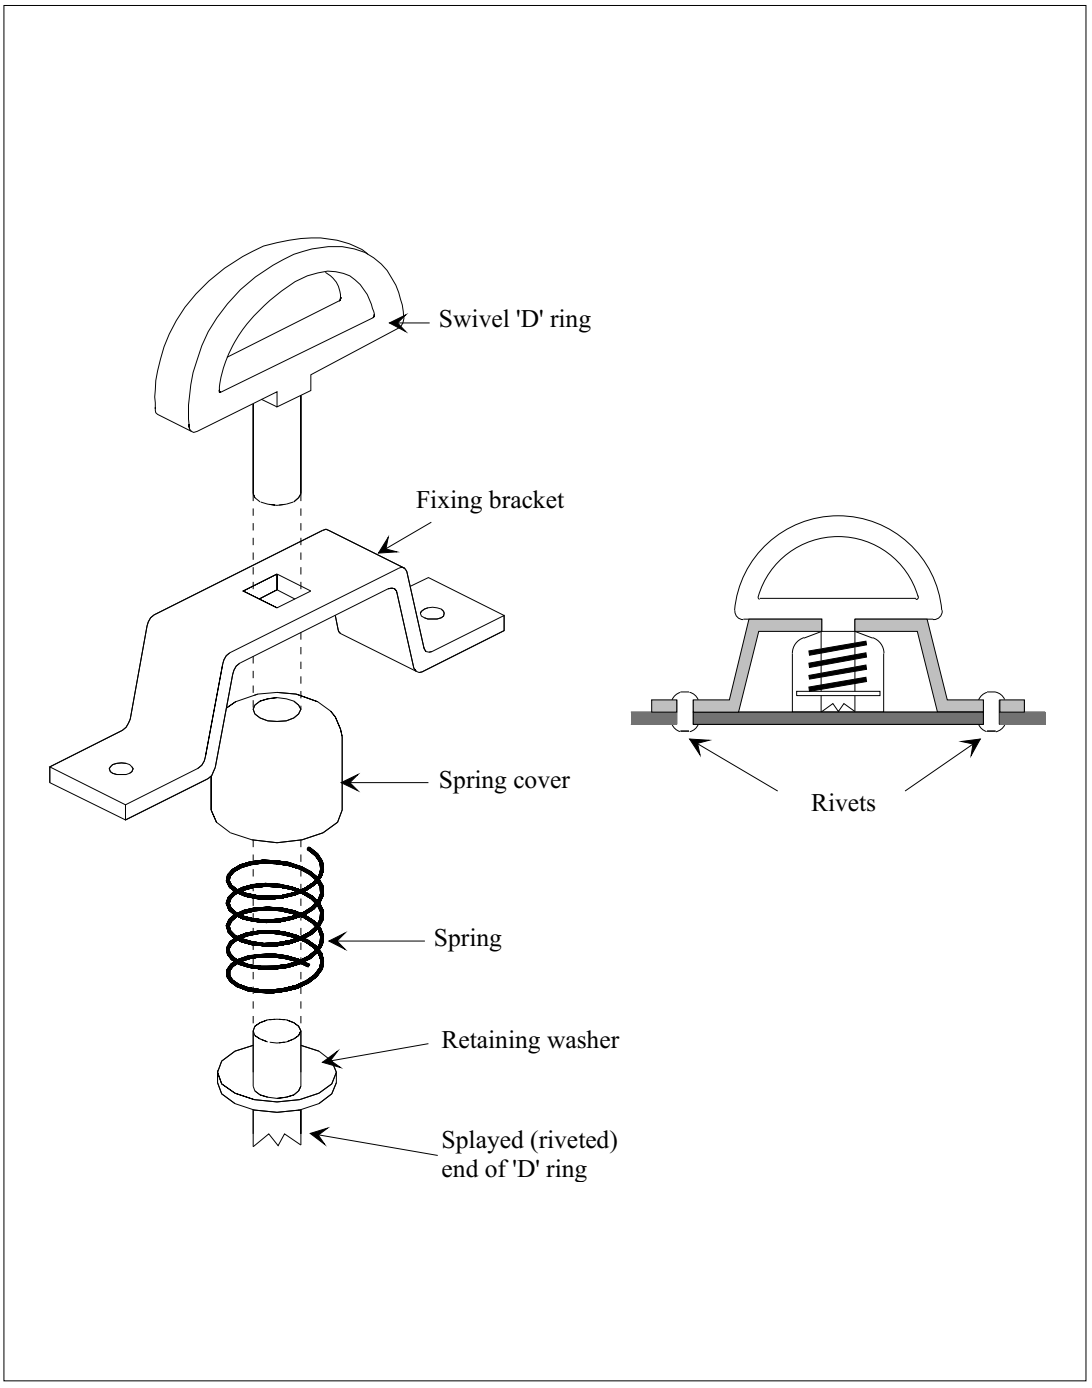 Swivel 'D' ring
Fixing bracket
Spring cover
Rivets
Spring
Retaining washer
Splayed (riveted)
end of 'D' ring